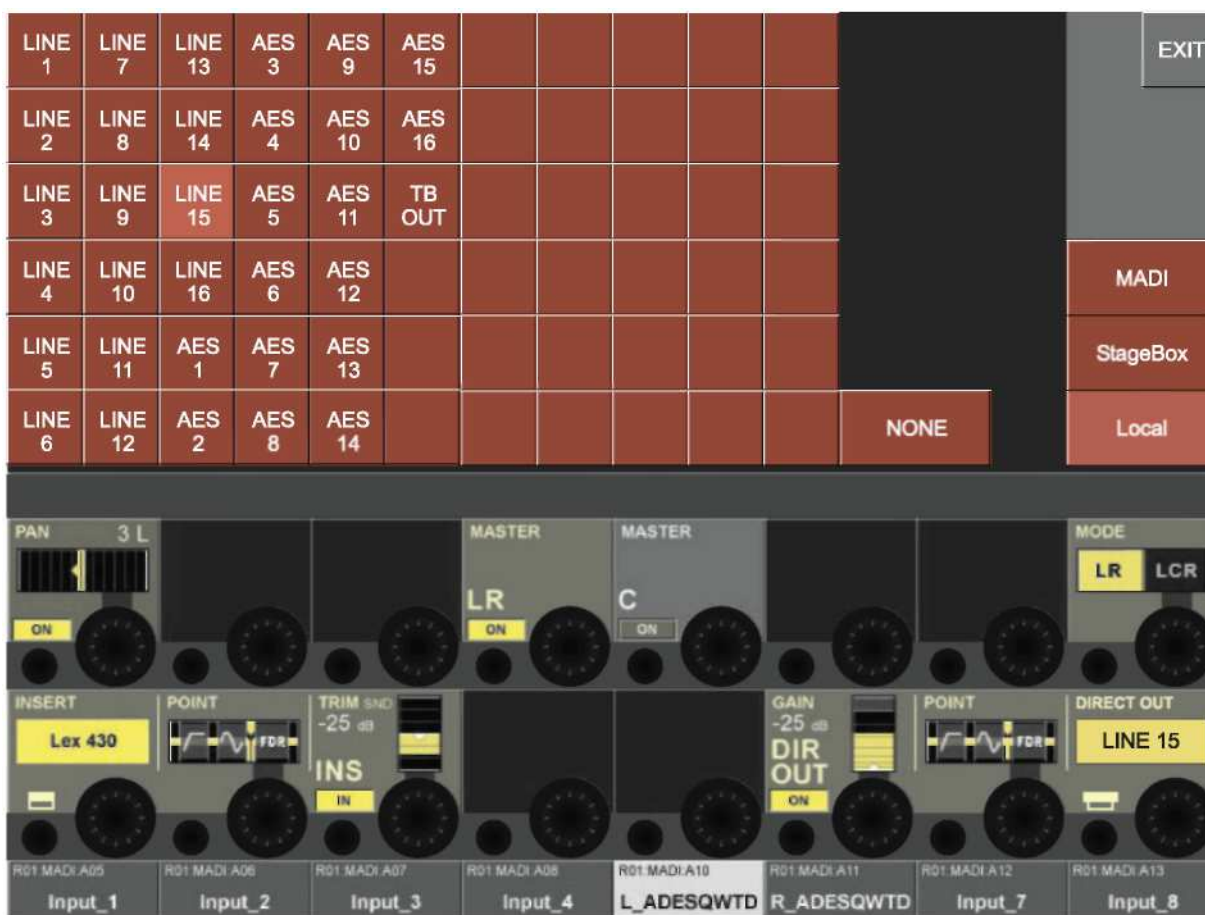 LINE 1 LINE 7 LINE 13 AES 3 AES 9 AES 15 EXIT
LINE 2 LINE 8 LINE 14 AES 4 AES 10 AES 16
LINE 3 LINE 9 LINE 15 AES 5 AES 11 TB OUT
LINE 4 LINE 10 LINE 16 AES 6 AES 12 MADI
LINE 5 LINE 11 AES 1 AES 7 AES 13 StageBox
LINE 6 LINE 12 AES 2 AES 8 AES 14 NONE Local
PAN 3 L MASTER MASTER MODE
LR LCR
LR C
ON ON ON
INSERT POINT TRIM SND GAIN POINT DIRECT OUT
-25 dB -25 dB
Lex 430 FDR DIR OUT FDR LINE 15
INS
IN ON
R01:MADI:A05 R01:MADI:A06 R01:MADI:A07 R01:MADI:A08 R01:MADI:A10 R01:MADI:A11 R01:MADI:A12 R01:MADI:A13
Input_1 Input_2 Input_3 Input_4 L_ADESQWTD R_ADESQWTD Input_7 Input_8